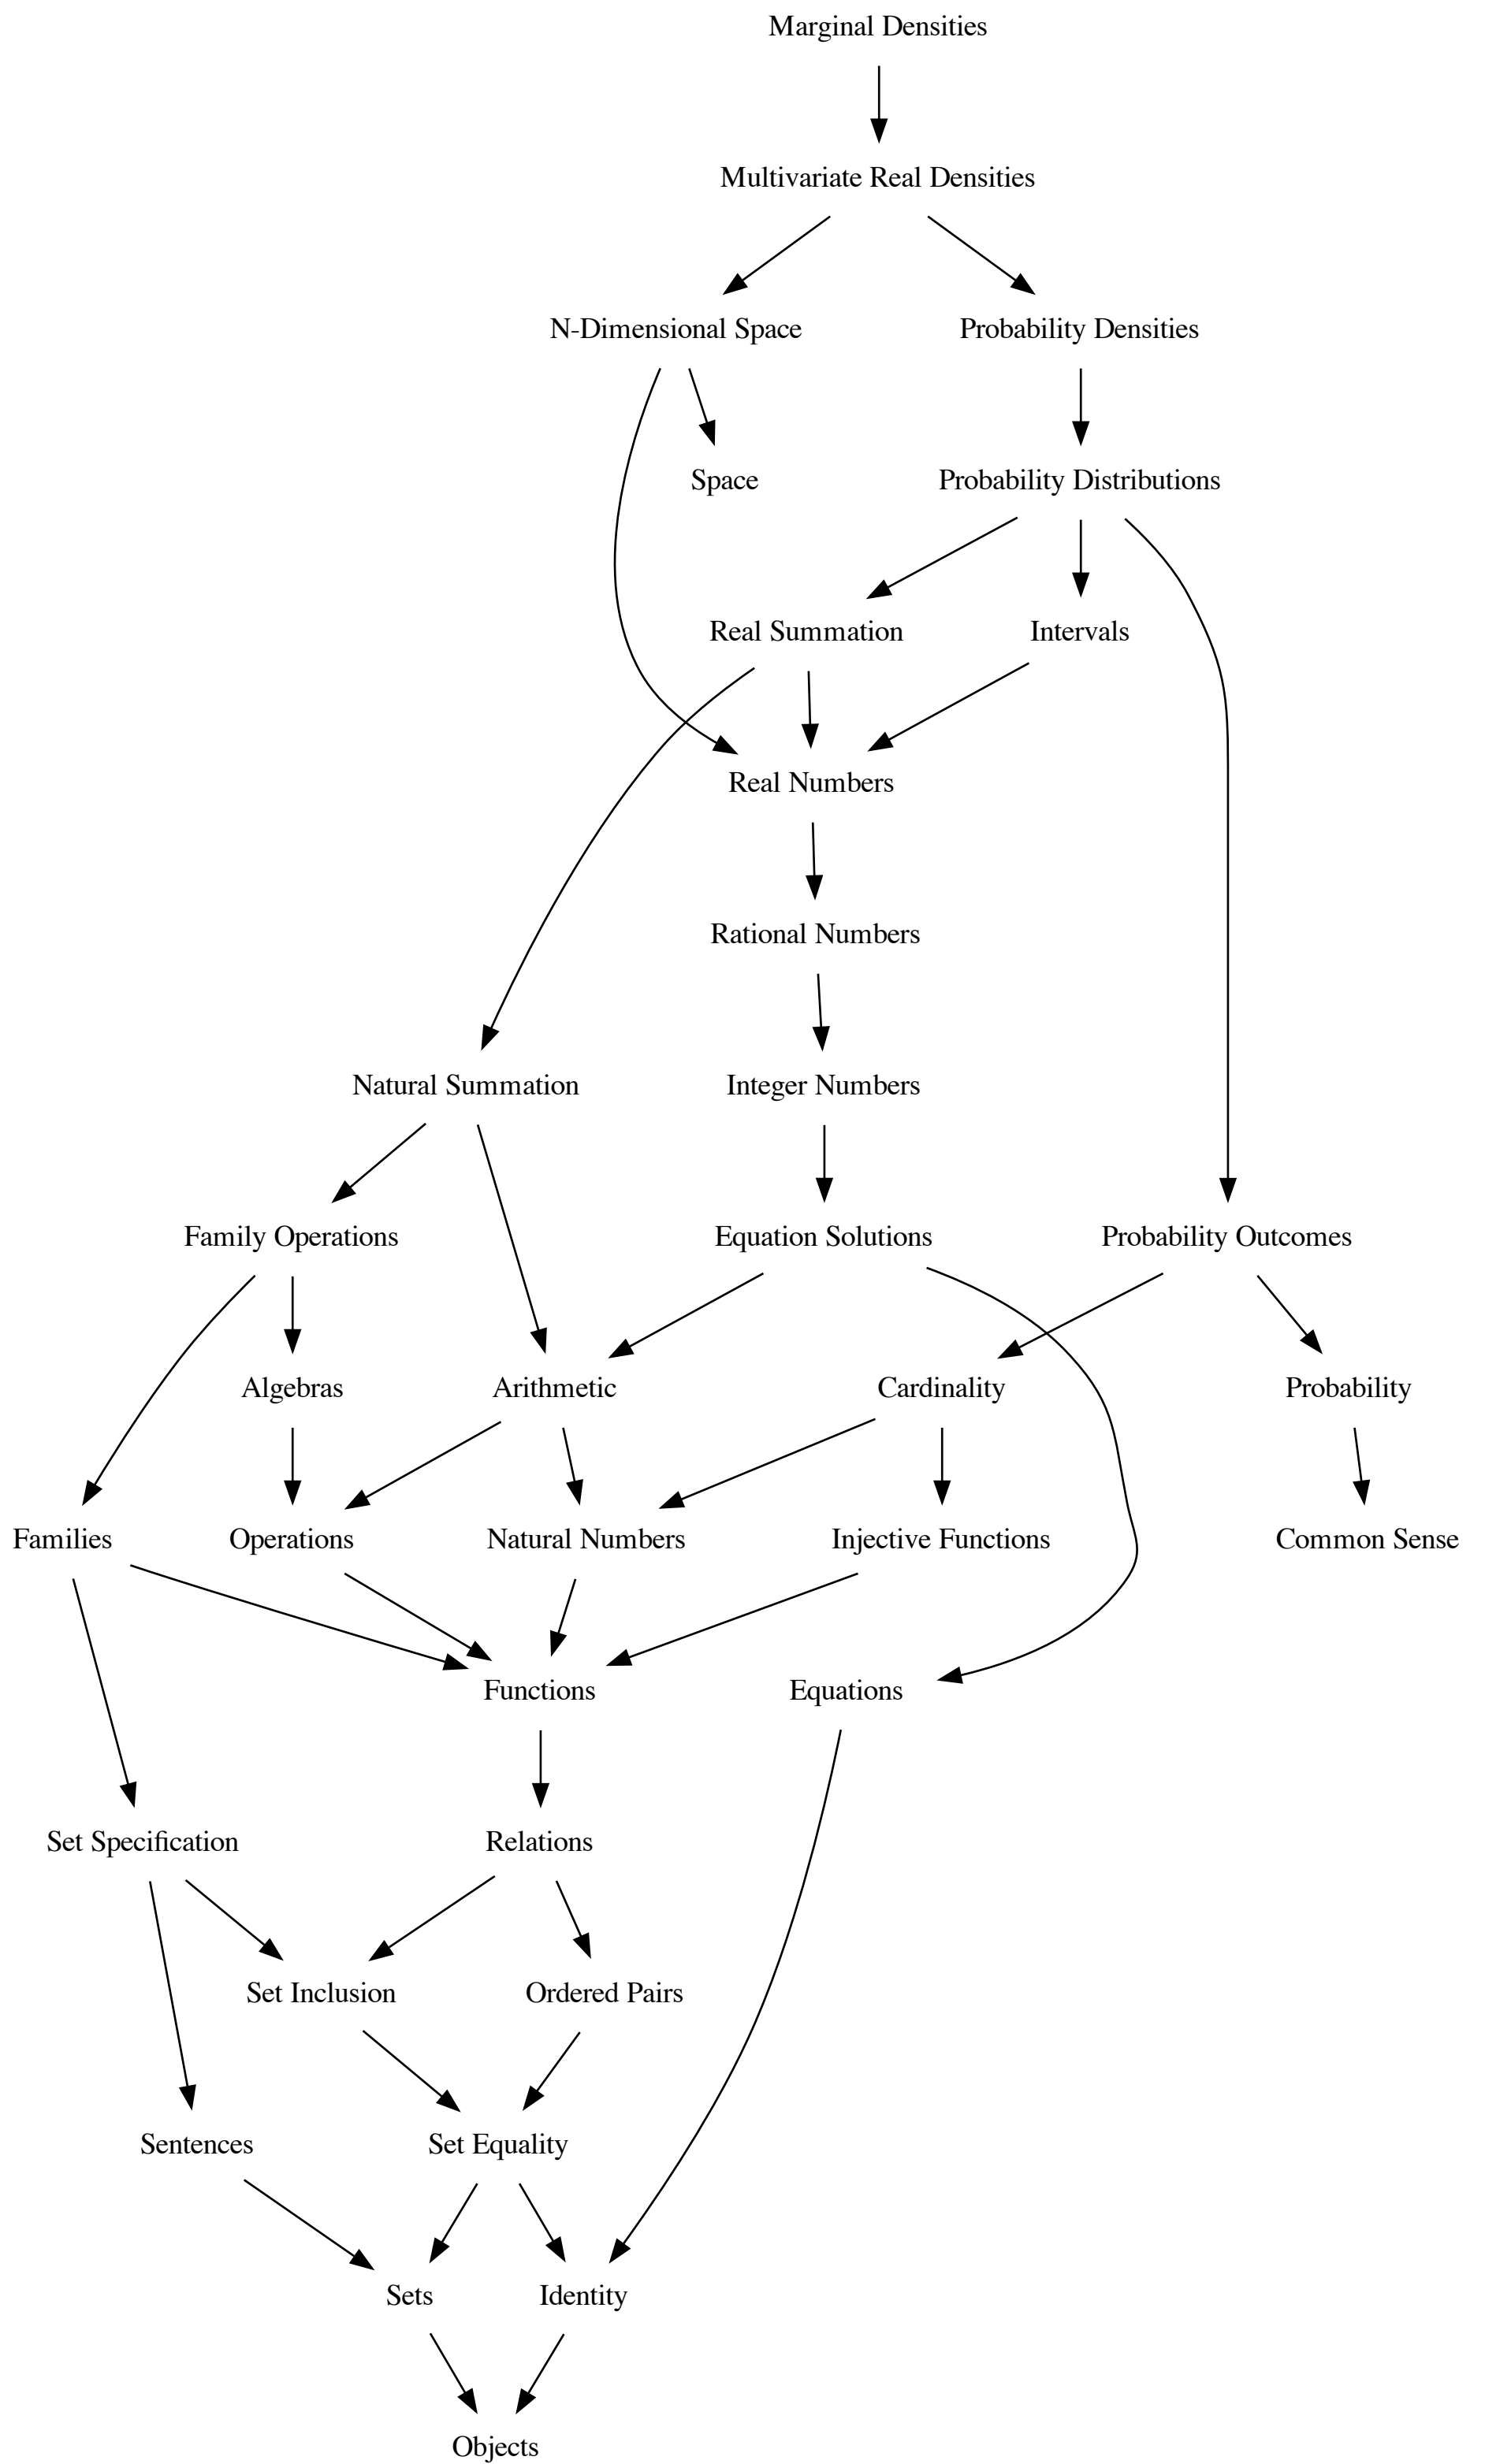 Marginal Densities
Multivariate Real Densities
N-Dimensional Space
Probability Densities
Space
Probability Distributions
Real Summation
Intervals
Real Numbers
Rational Numbers
Natural Summation
Integer Numbers
Family Operations
Equation Solutions
Probability Outcomes
Algebras
Arithmetic
Cardinality
Probability
Families
Operations
Natural Numbers
Injective Functions
Common Sense
Functions
Equations
Set Specification
Relations
Set Inclusion
Ordered Pairs
Sentences
Set Equality
Sets
Identity
Objects